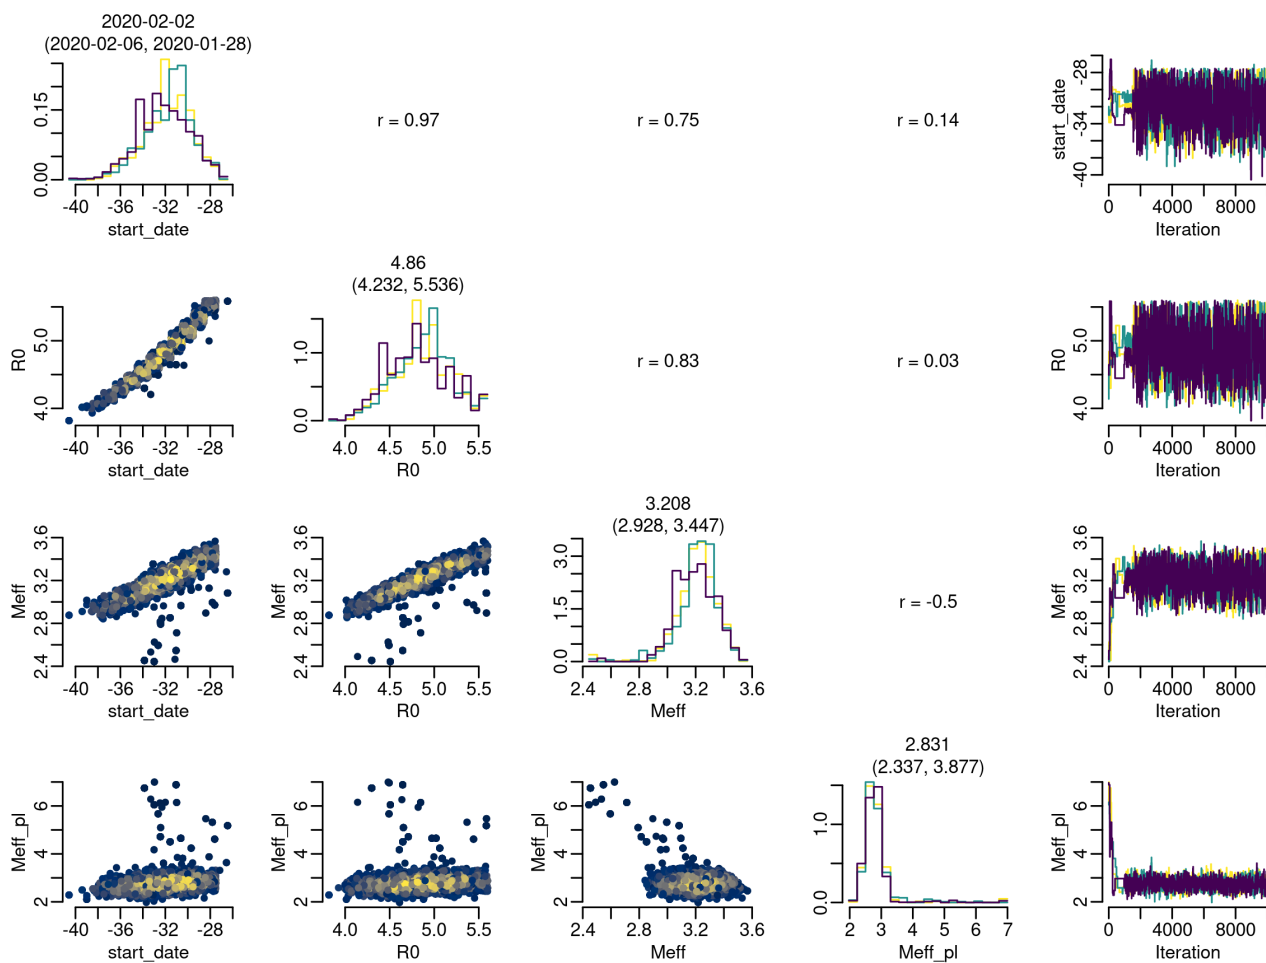 2020-02-02
(2020-02-06, 2020-01-28)
0.00 0.15
-40 -36 -32 -28
start_date
r = 0.97
r = 0.75
r = 0.14
start_date
-40 -34 -28
0 4000 8000
Iteration
R0
4.0 5.0
-40 -36 -32 -28
start_date
4.86
(4.232, 5.536)
0.0 1.0
4.0 4.5 5.0 5.5
R0
r = 0.83
r = 0.03
R0
4.0 5.0
0 4000 8000
Iteration
Meff
2.4 2.8 3.2 3.6
-40 -36 -32 -28
start_date
Meff
2.4 2.8 3.2 3.6
4.0 4.5 5.0 5.5
R0
3.208
(2.928, 3.447)
0.0 1.5 3.0
2.4 2.8 3.2 3.6
Meff
r = -0.5
Meff
2.4 2.8 3.2 3.6
0 4000 8000
Iteration
Meff_pl
2 4 6
-40 -36 -32 -28
start_date
Meff_pl
2 4 6
4.0 4.5 5.0 5.5
R0
Meff_pl
2 4 6
2.4 2.8 3.2 3.6
Meff
2.831
(2.337, 3.877)
0.0 1.0
2 3 4 5 6 7
Meff_pl
Meff_pl
2 4 6
0 4000 8000
Iteration